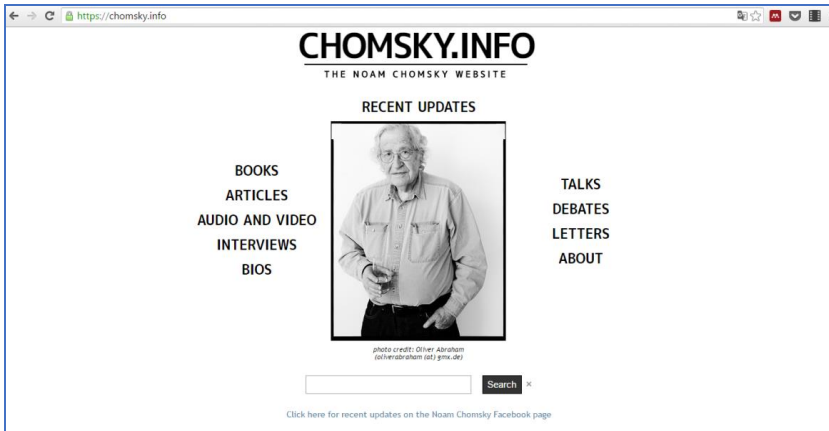 https://chomsky.info
CHOMSKY.INFO
THE NOAM CHOMSKY WEBSITE
RECENT UPDATES
BOOKS
ARTICLES
AUDIO AND VIDEO
INTERVIEWS
BIOS
TALKS
DEBATES
LETTERS
ABOUT
photo credit: Oliver Abraham
(oliverabraham (at) gmx.de)
Search ×
Click here for recent updates on the Noam Chomsky Facebook page